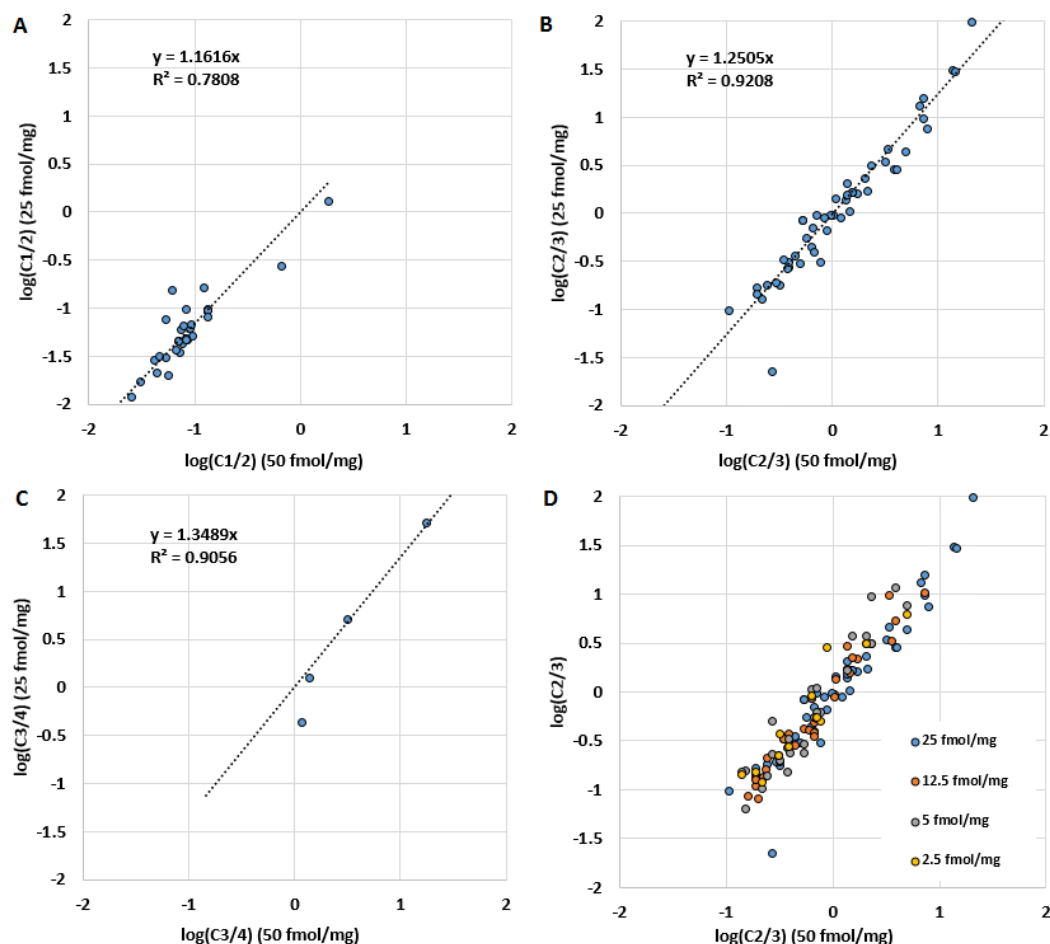 A
y = 1.1616x
R² = 0.7808
2
1.5
1
0.5
0
-0.5
-1
-1.5
-2
-2
-1
0
1
2
log(C1/2) (25 fmol/mg)
log(C1/2) (50 fmol/mg)
B
y = 1.2505x
R² = 0.9208
2
1.5
1
0.5
0
-0.5
-1
-1.5
-2
-2
-1
0
1
2
log(C2/3) (25 fmol/mg)
log(C2/3) (50 fmol/mg)
C
y = 1.3489x
R² = 0.9056
2
1.5
1
0.5
0
-0.5
-1
-1.5
-2
-2
-1
0
1
2
log(C3/4) (25 fmol/mg)
log(C3/4) (50 fmol/mg)
D
2
1.5
1
0.5
0
-0.5
-1
-1.5
-2
-2
-1
0
1
2
log(C2/3)
log(C2/3) (50 fmol/mg)
25 fmol/mg
12.5 fmol/mg
5 fmol/mg
2.5 fmol/mg